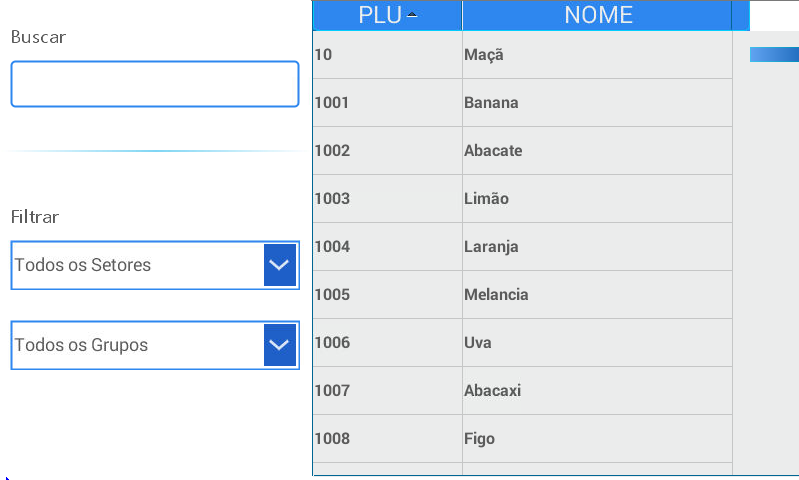 Buscar
Filtrar
Todos os Setores
Todos os Grupos
PLU NOME
10 Maçã
1001 Banana
1002 Abacate
1003 Limão
1004 Laranja
1005 Melancia
1006 Uva
1007 Abacaxi
1008 Figo